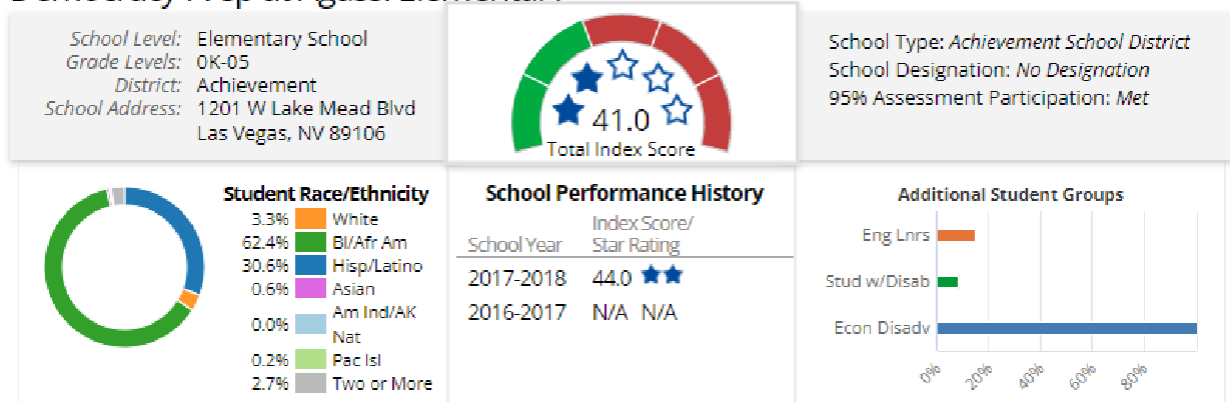 School Level: Elementary School
Grade Levels: 0K-05
District: Achievement
School Address: 1201 W Lake Mead Blvd
Las Vegas, NV 89106
41.0
Total Index Score
School Type: Achievement School District
School Designation: No Designation
95% Assessment Participation: Met
Student Race/Ethnicity
3.3% White
62.4% Bl/Afr Am
30.6% Hisp/Latino
0.6% Asian
0.0% Am Ind/AK
Nat
0.2% Pac Isl
2.7% Two or More
School Performance History
Index Score/
School Year Star Rating
2017-2018 44.0
2016-2017 N/A N/A
Additional Student Groups
Eng Lnrs
Stud w/Disab
Econ Disadv
0% 20% 40% 60% 80%